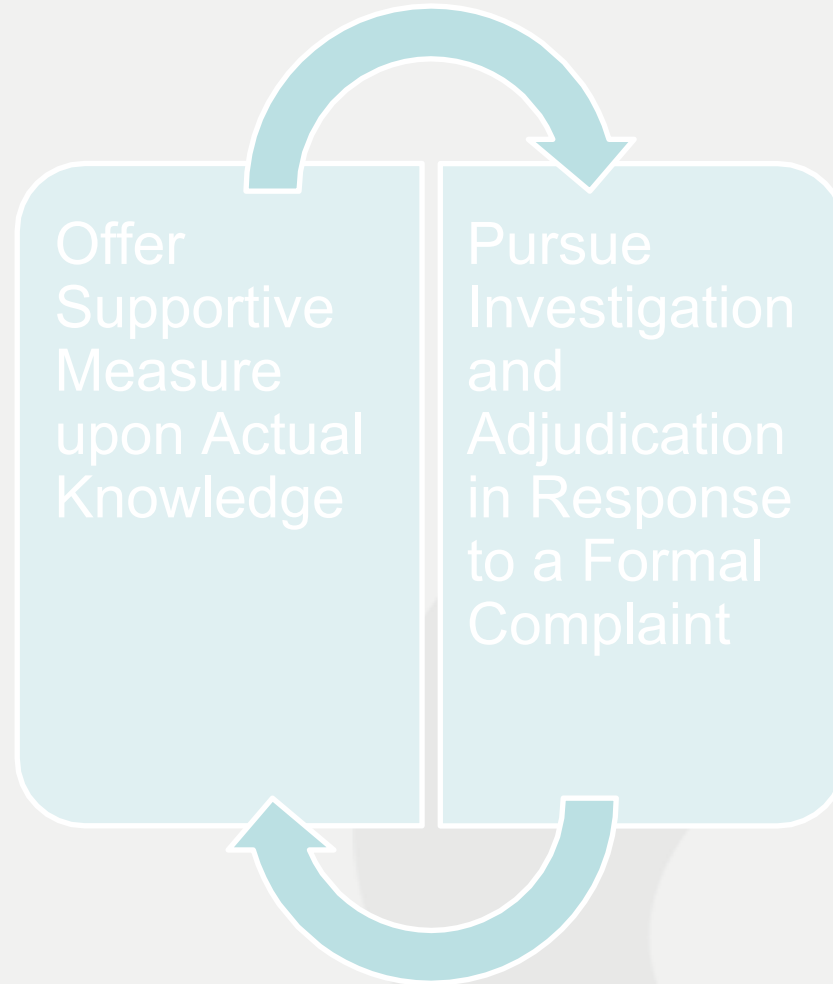 Offer
Supportive
Measure
upon Actual
Knowledge
Pursue
Investigation
and
Adjudication
in Response
to a Formal
Complaint